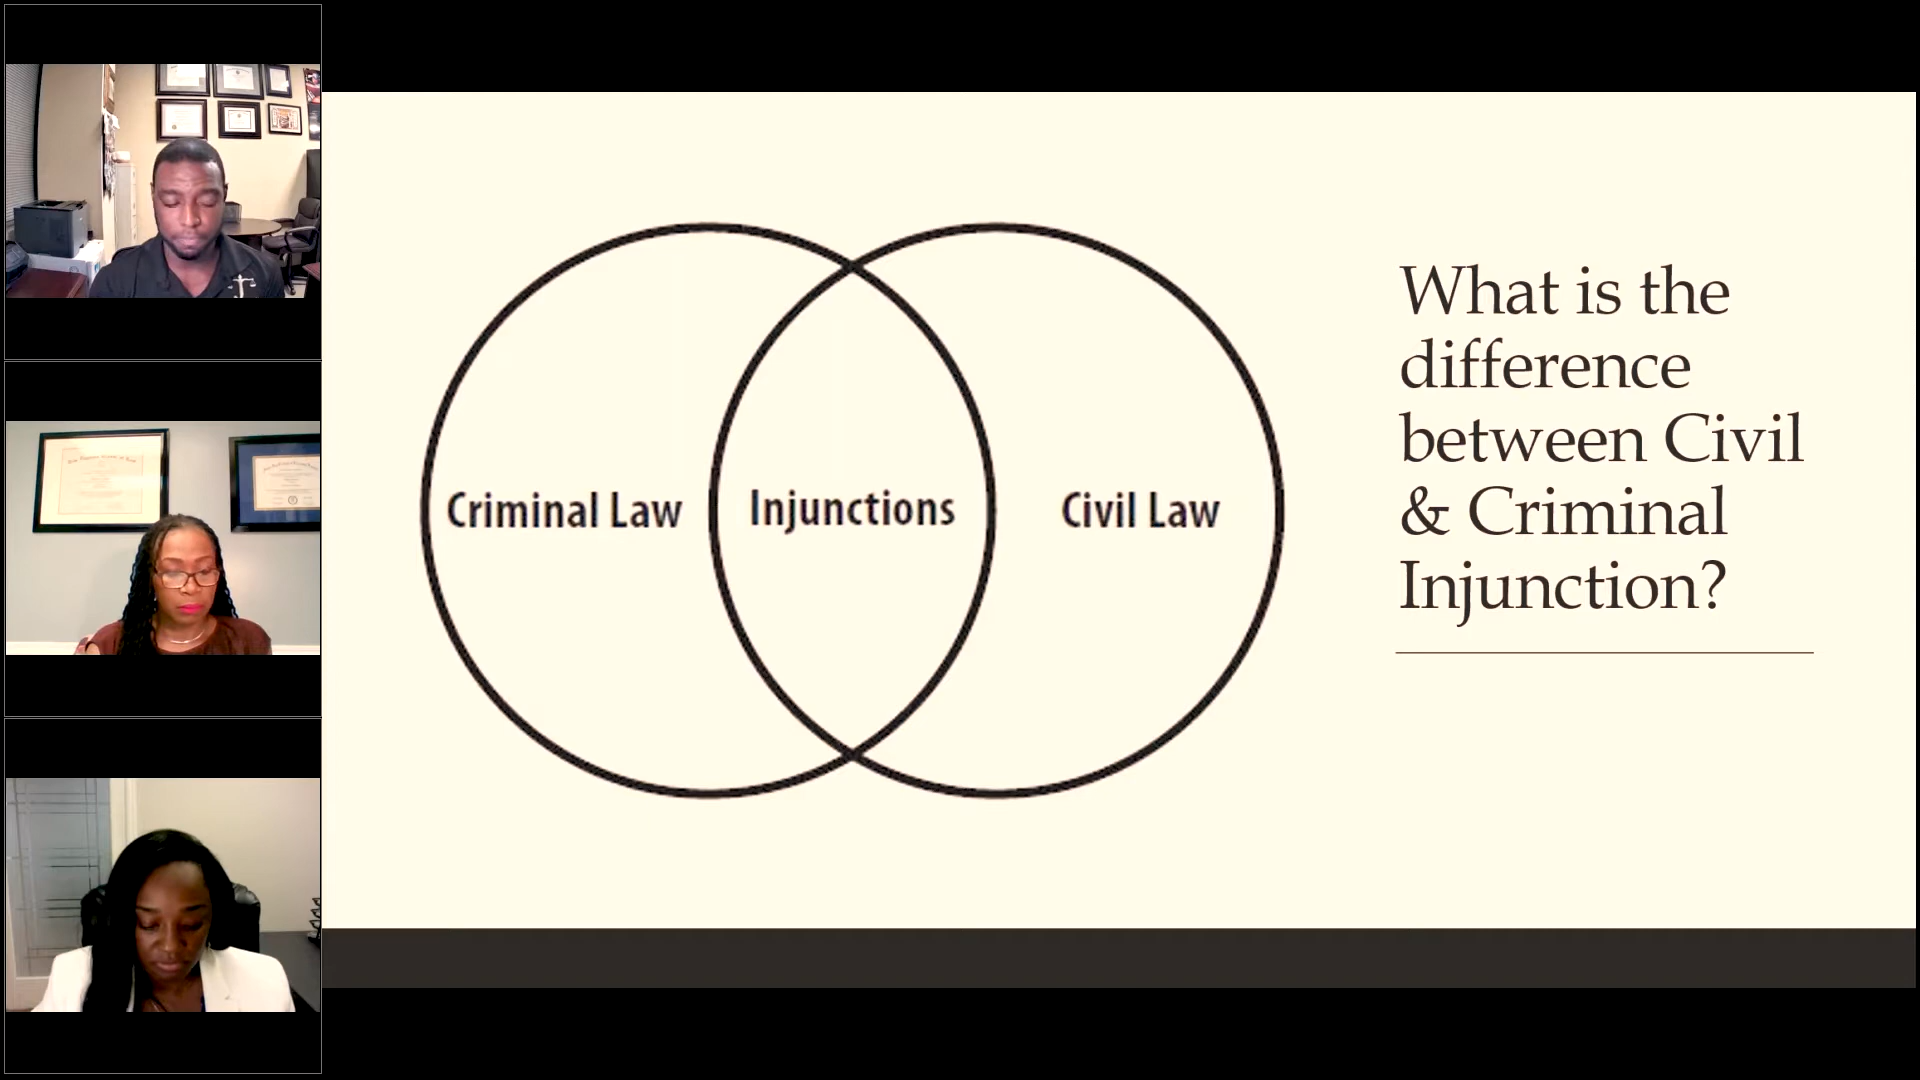 Criminal Law
Injunctions
Civil Law
What is the
difference
between Civil
& Criminal
Injunction?